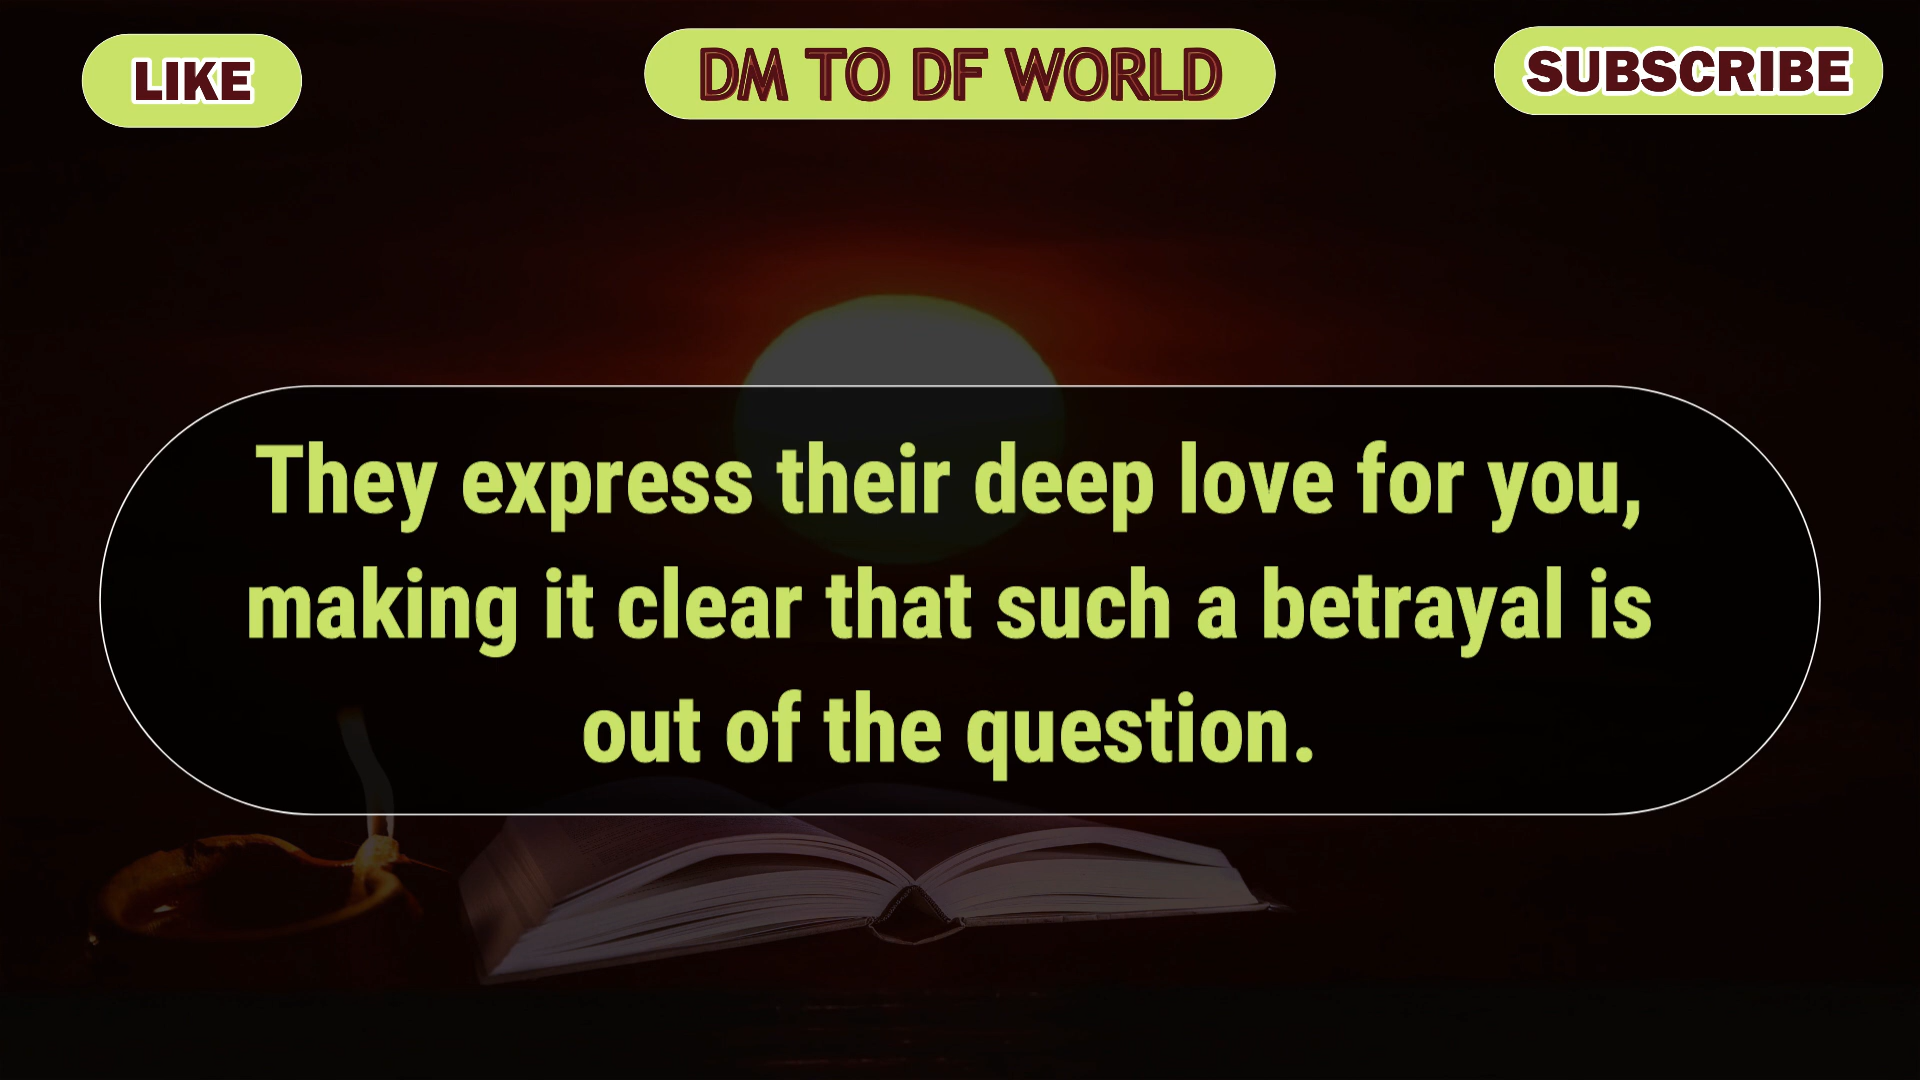 LIKE
DM TO DF WORLD
SUBSCRIBE
They express their deep love for you,
making it clear that such a betrayal is
out of the question.